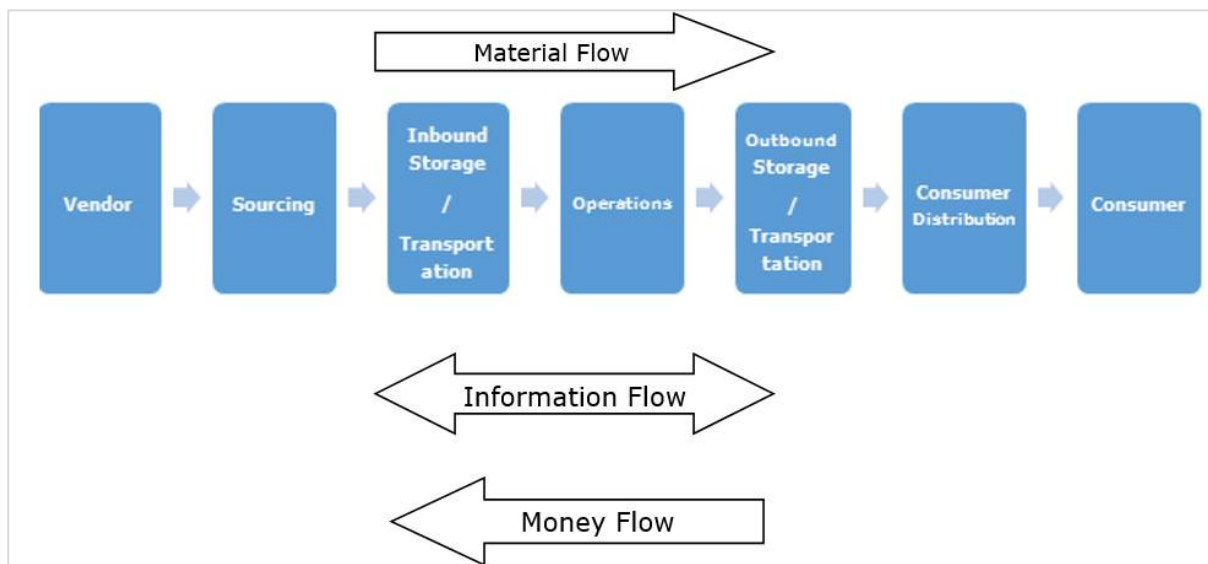 Material Flow
Vendor
Sourcing
Inbound
Storage
/
Transport
ation
Operations
Outbound
Storage
/
Transpor
tation
Consumer
Distribution
Consumer
Information Flow
Money Flow